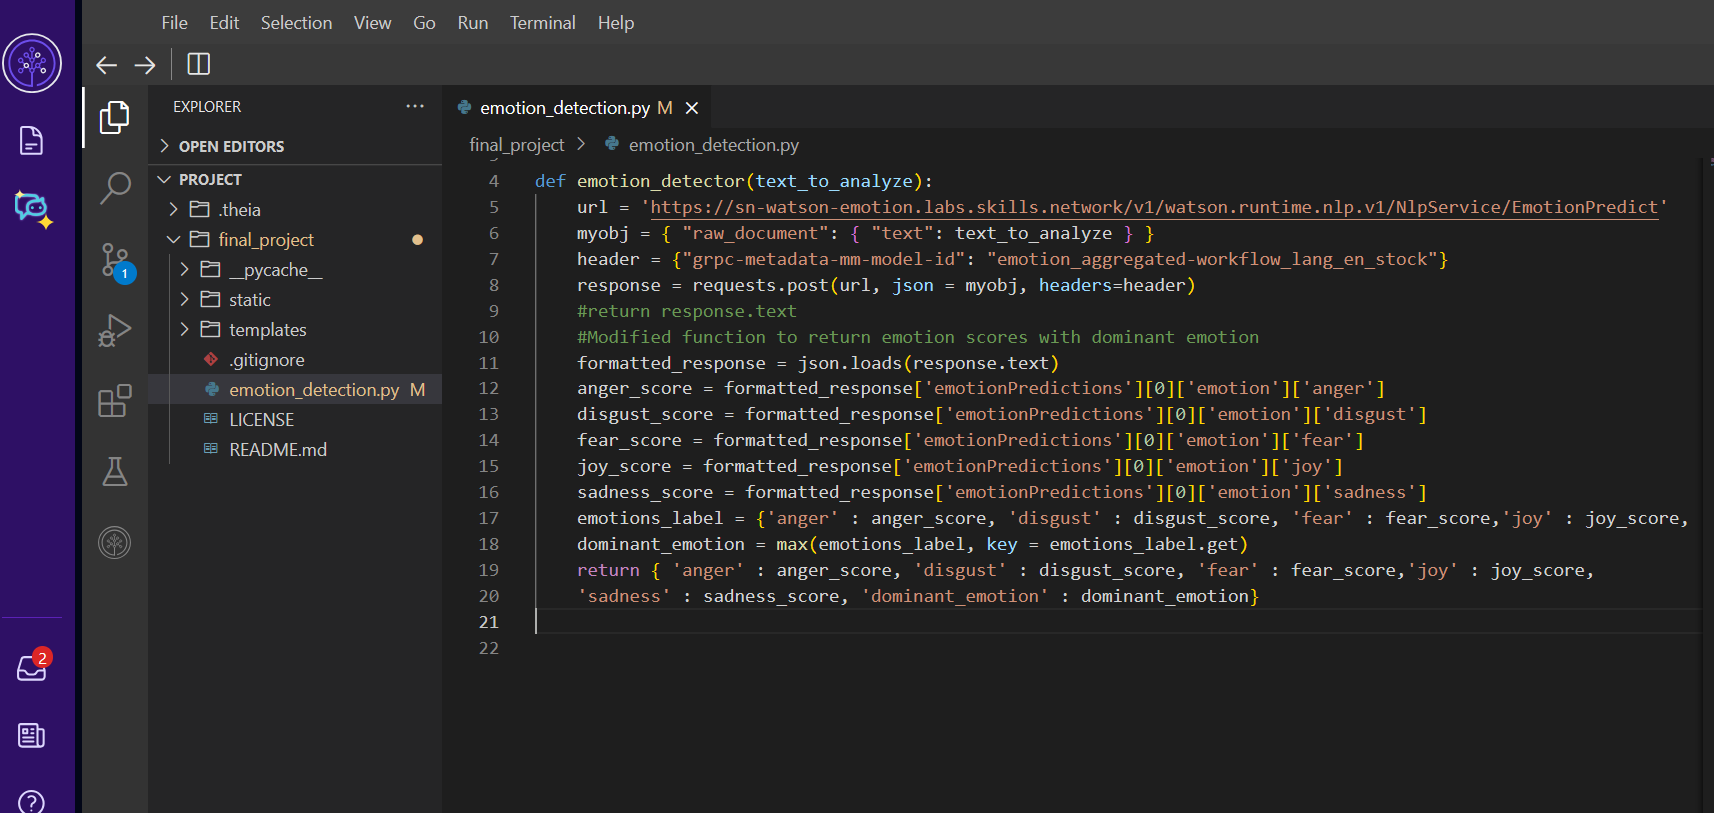 File Edit Selection View Go Run Terminal Help
EXPLORER
OPEN EDITORS
PROJECT
.theia
final_project
__pycache__
static
templates
.gitignore
emotion_detection.py M
LICENSE
README.md
1
2
emotion_detection.py M
final_project > emotion_detection.py
4 def emotion_detector(text_to_analyze):
5 url = 'https://sn-watson-emotion.labs.skills.network/v1/watson.runtime.nlp.v1/NlpService/EmotionPredict'
6 myobj = { "raw_document": { "text": text_to_analyze } }
7 header = {"grpc-metadata-mm-model-id": "emotion_aggregated-workflow_lang_en_stock"}
8 response = requests.post(url, json = myobj, headers=header)
9 #return response.text
10 #Modified function to return emotion scores with dominant emotion
11 formatted_response = json.loads(response.text)
12 anger_score = formatted_response['emotionPredictions'][0]['emotion']['anger']
13 disgust_score = formatted_response['emotionPredictions'][0]['emotion']['disgust']
14 fear_score = formatted_response['emotionPredictions'][0]['emotion']['fear']
15 joy_score = formatted_response['emotionPredictions'][0]['emotion']['joy']
16 sadness_score = formatted_response['emotionPredictions'][0]['emotion']['sadness']
17 emotions_label = {'anger' : anger_score, 'disgust' : disgust_score, 'fear' : fear_score,'joy' : joy_score,
18 dominant_emotion = max(emotions_label, key = emotions_label.get)
19 return { 'anger' : anger_score, 'disgust' : disgust_score, 'fear' : fear_score,'joy' : joy_score,
20 'sadness' : sadness_score, 'dominant_emotion' : dominant_emotion}
21
22